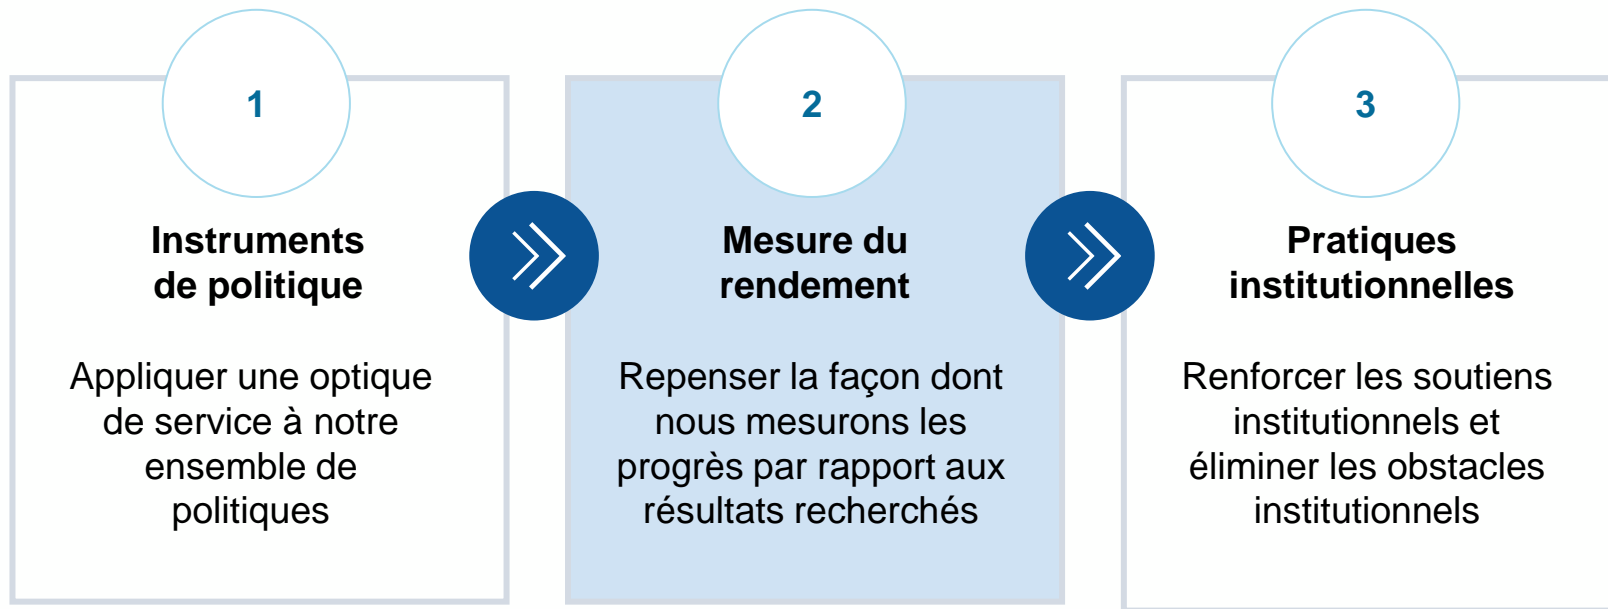 1
Instruments
de politique
Appliquer une optique
de service à notre
ensemble de
politiques
2
Mesure du
rendement
Repenser la façon dont
nous mesurons les
progrès par rapport aux
résultats recherchés
3
Pratiques
institutionnelles
Renforcer les soutiens
institutionnels et
éliminer les obstacles
institutionnels